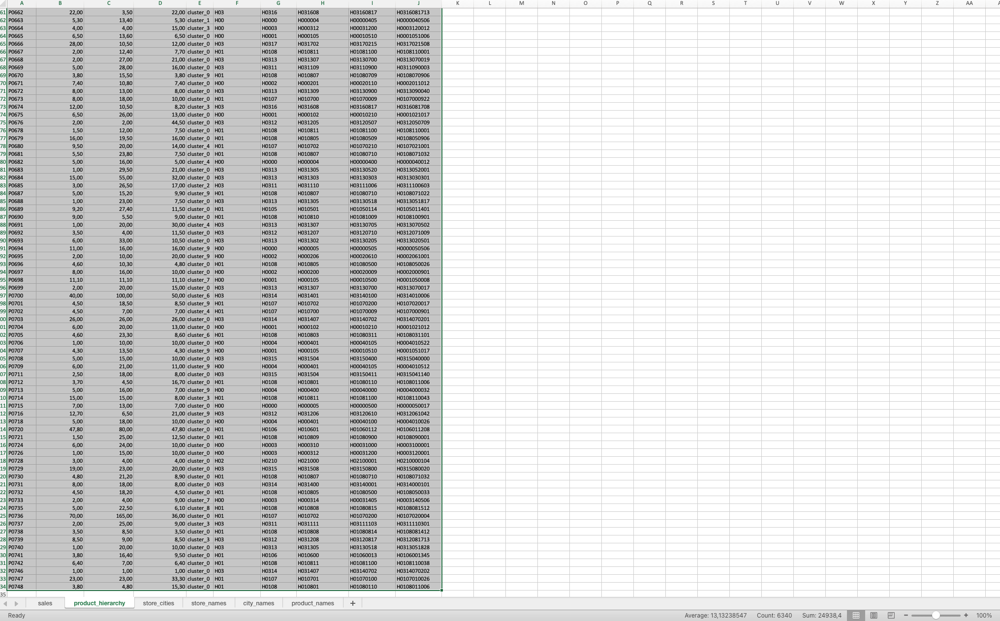 A B C D E F G H I J K L M N O P Q R S T U V W X Y Z AA
61 P0662 22,00 3,50 22,00 cluster_0 H03 H0316 H031608 H03160817 H0316081713
62 P0663 5,30 13,40 5,30 cluster_1 H00 H0000 H000004 H00000405 H0000040506
63 P0664 4,00 4,00 15,00 cluster_3 H00 H0003 H000312 H00031200 H0003120012
64 P0665 6,50 13,60 6,50 cluster_0 H00 H0001 H000105 H00010510 H0001051006
65 P0666 28,00 10,50 12,00 cluster_0 H03 H0317 H031702 H03170215 H0317021508
66 P0667 2,00 12,40 7,70 cluster_0 H01 H0108 H010811 H01081100 H0108110001
67 P0668 2,00 27,00 21,00 cluster_0 H03 H0313 H031307 H03130700 H0313070019
68 P0669 5,00 28,00 16,00 cluster_0 H03 H0311 H031109 H03110900 H0311090003
69 P0670 3,80 15,50 3,80 cluster_9 H01 H0108 H010807 H01080709 H0108070906
70 P0671 7,40 10,80 7,40 cluster_0 H00 H0002 H000201 H00020110 H0002011012
71 P0672 8,00 13,00 8,00 cluster_0 H03 H0313 H031309 H03130900 H0313090040
72 P0673 8,00 18,00 10,00 cluster_0 H01 H0107 H010700 H01070009 H0107000922
73 P0674 12,00 10,50 8,20 cluster_3 H03 H0316 H031608 H03160817 H0316081708
74 P0675 6,50 26,00 13,00 cluster_0 H00 H0001 H000102 H00010210 H0001021017
75 P0676 2,00 2,00 44,50 cluster_0 H03 H0312 H031205 H03120507 H0312050709
76 P0678 1,50 12,00 7,50 cluster_0 H01 H0108 H010811 H01081100 H0108110001
77 P0679 16,00 19,50 16,00 cluster_0 H01 H0108 H010805 H01080509 H0108050906
78 P0680 9,50 20,00 14,00 cluster_4 H01 H0107 H010702 H01070210 H0107021001
79 P0681 5,50 23,80 7,50 cluster_0 H01 H0108 H010807 H01080710 H0108071032
80 P0682 5,00 16,00 5,00 cluster_4 H00 H0000 H000004 H00000400 H0000040012
81 P0683 1,00 29,50 21,00 cluster_0 H03 H0313 H031305 H03130520 H0313052001
82 P0684 15,00 55,00 32,00 cluster_0 H03 H0313 H031303 H03130303 H0313030301
83 P0685 3,00 26,50 17,00 cluster_2 H03 H0311 H031110 H03111006 H0311100603
84 P0687 5,00 15,20 9,90 cluster_9 H01 H0108 H010807 H01080710 H0108071022
85 P0688 1,00 23,00 7,50 cluster_0 H03 H0313 H031305 H03130518 H0313051817
86 P0689 9,20 27,40 11,50 cluster_0 H01 H0105 H010501 H01050114 H0105011401
87 P0690 9,00 5,50 9,00 cluster_0 H01 H0108 H010810 H01081009 H0108100901
88 P0691 1,00 20,00 30,00 cluster_4 H03 H0313 H031307 H03130705 H0313070502
89 P0692 3,50 4,00 11,50 cluster_0 H03 H0312 H031207 H03120710 H0312071009
90 P0693 6,00 33,00 10,50 cluster_0 H03 H0313 H031302 H03130205 H0313020501
91 P0694 11,00 16,00 16,00 cluster_9 H00 H0000 H000005 H00000505 H0000050506
92 P0695 2,00 10,00 20,00 cluster_9 H00 H0002 H000206 H00020610 H0002061001
93 P0696 4,60 10,30 4,80 cluster_0 H01 H0108 H010805 H01080500 H0108050026
94 P0697 8,00 16,00 10,00 cluster_0 H00 H0002 H000200 H00020009 H0002000901
95 P0698 11,10 11,10 11,10 cluster_7 H00 H0001 H000105 H00010500 H0001050008
96 P0699 2,00 20,00 15,00 cluster_0 H03 H0313 H031307 H03130700 H0313070017
97 P0700 40,00 100,00 50,00 cluster_6 H03 H0314 H031401 H03140100 H0314010006
98 P0701 4,50 18,50 8,50 cluster_9 H01 H0107 H010702 H01070200 H0107020017
99 P0702 4,50 7,00 7,00 cluster_4 H01 H0107 H010700 H01070009 H0107000901
00 P0703 26,00 26,00 26,00 cluster_0 H03 H0314 H031407 H03140702 H0314070201
01 P0704 6,00 20,00 13,00 cluster_0 H00 H0001 H000102 H00010210 H0001021012
02 P0705 4,60 23,30 8,60 cluster_6 H01 H0108 H010803 H01080311 H0108031101
03 P0706 1,00 10,00 10,00 cluster_0 H00 H0004 H000401 H00040105 H0004010522
04 P0707 4,30 13,50 4,30 cluster_9 H00 H0001 H000105 H00010510 H0001051017
05 P0708 5,00 15,00 10,00 cluster_0 H03 H0315 H031504 H03150400 H0315040000
06 P0709 6,00 21,00 11,00 cluster_9 H00 H0004 H000401 H00040105 H0004010512
07 P0711 2,50 18,00 8,00 cluster_0 H03 H0315 H031504 H03150411 H0315041140
08 P0712 3,70 4,50 16,70 cluster_0 H01 H0108 H010801 H01080110 H0108011006
09 P0713 5,00 16,00 7,00 cluster_9 H00 H0004 H000400 H00040000 H0004000032
10 P0714 15,00 15,00 8,00 cluster_3 H01 H0108 H010811 H01081100 H0108110043
11 P0715 7,00 13,00 7,00 cluster_0 H00 H0000 H000005 H00000500 H0000050017
12 P0716 12,70 6,50 21,00 cluster_9 H03 H0312 H031206 H03120610 H0312061042
13 P0718 5,00 18,00 10,00 cluster_0 H00 H0004 H000401 H00040100 H0004010026
14 P0720 47,80 80,00 47,80 cluster_0 H01 H0106 H010601 H01060112 H0106011208
15 P0721 1,50 25,00 12,50 cluster_0 H01 H0108 H010809 H01080900 H0108090001
16 P0724 6,00 24,00 10,00 cluster_0 H00 H0003 H000310 H00031000 H0003100001
17 P0726 1,00 15,00 10,00 cluster_0 H00 H0003 H000312 H00031200 H0003120001
18 P0728 3,00 4,00 4,00 cluster_0 H02 H0210 H021000 H02100001 H0210000104
19 P0729 19,00 23,00 20,00 cluster_0 H03 H0315 H031508 H03150800 H0315080020
20 P0730 4,80 21,20 8,90 cluster_0 H01 H0108 H010807 H01080710 H0108071032
21 P0731 8,00 18,00 8,00 cluster_0 H03 H0314 H031400 H03140001 H0314000101
22 P0732 4,50 18,20 4,50 cluster_0 H01 H0108 H010805 H01080500 H0108050033
23 P0733 2,00 4,00 9,00 cluster_7 H00 H0003 H000314 H00031405 H0003140506
24 P0735 5,00 22,50 6,10 cluster_8 H01 H0108 H010808 H01080815 H0108081512
25 P0736 70,00 165,00 36,00 cluster_0 H01 H0107 H010702 H01070200 H0107020004
26 P0737 2,00 25,00 9,00 cluster_3 H03 H0311 H031111 H03111103 H0311110301
27 P0738 3,50 8,50 3,50 cluster_0 H01 H0108 H010808 H01080814 H0108081412
28 P0739 8,50 9,00 8,50 cluster_3 H03 H0312 H031208 H03120817 H0312081713
29 P0740 1,00 20,00 10,00 cluster_0 H03 H0313 H031305 H03130518 H0313051828
30 P0741 3,80 16,40 9,50 cluster_0 H01 H0106 H010600 H01060013 H0106001345
31 P0742 6,40 7,00 6,40 cluster_0 H01 H0108 H010811 H01081100 H0108110038
32 P0746 1,00 1,00 1,00 cluster_0 H03 H0314 H031407 H03140702 H0314070202
33 P0747 23,00 23,00 33,30 cluster_0 H01 H0107 H010701 H01070100 H0107010026
34 P0748 3,80 4,80 15,30 cluster_0 H01 H0108 H010801 H01080110 H0108011006
35
sales product_hierarchy store_cities store_names city_names product_names +
Ready Average: 13,13238547 Count: 6340 Sum: 24938,4 − + 100%